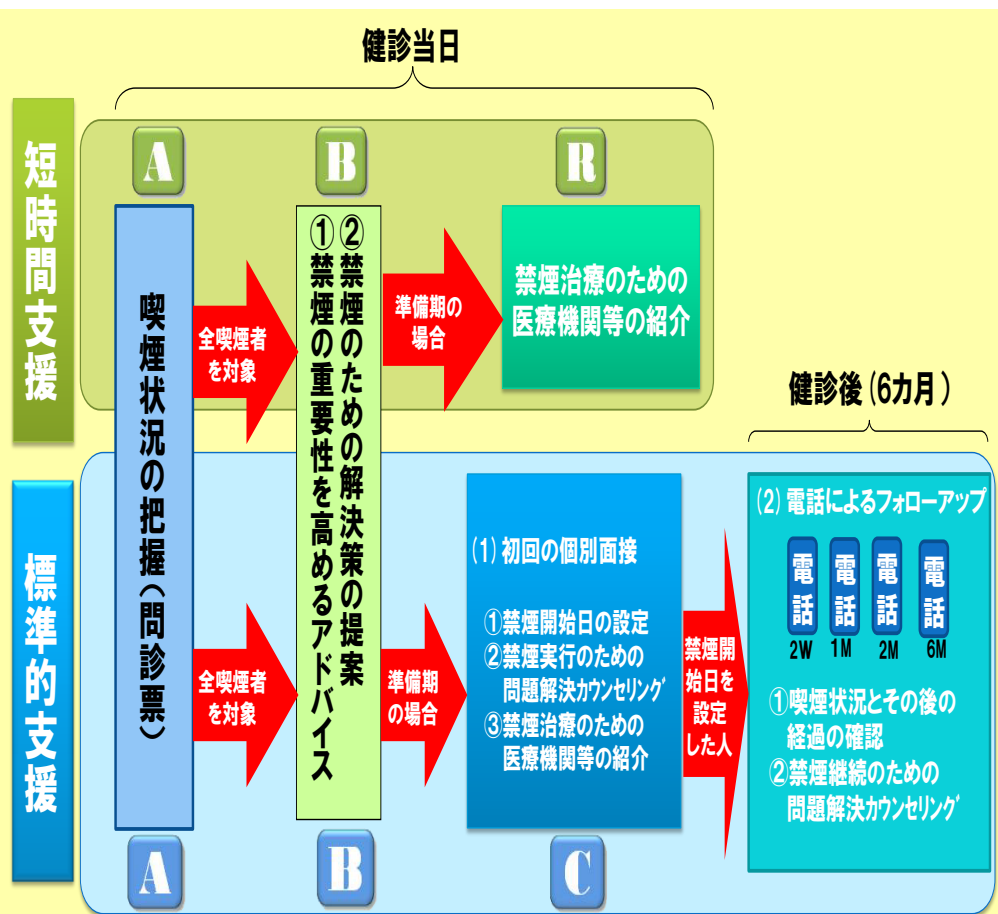 健診当日
短時間支援
A
B
R
喫煙状況の把握（問診票）
全喫煙者
を対象
①禁煙の重要性を高めるアドバイス
②禁煙のための解決策の提案
準備期の
場合
禁煙治療のための
医療機関等の紹介
健診後（6カ月）
標準的支援
全喫煙者
を対象
準備期
の場合
(1)初回の個別面接
①禁煙開始日の設定
②禁煙実行のための
問題解決カウンセリング
③禁煙治療のための
医療機関等の紹介
禁煙開
始日を
設定
した人
(2)電話によるフォローアップ
電話
電話
電話
電話
2W
1M
2M
6M
①喫煙状況とその後の
経過の確認
②禁煙継続のための
問題解決カウンセリング
A
B
C